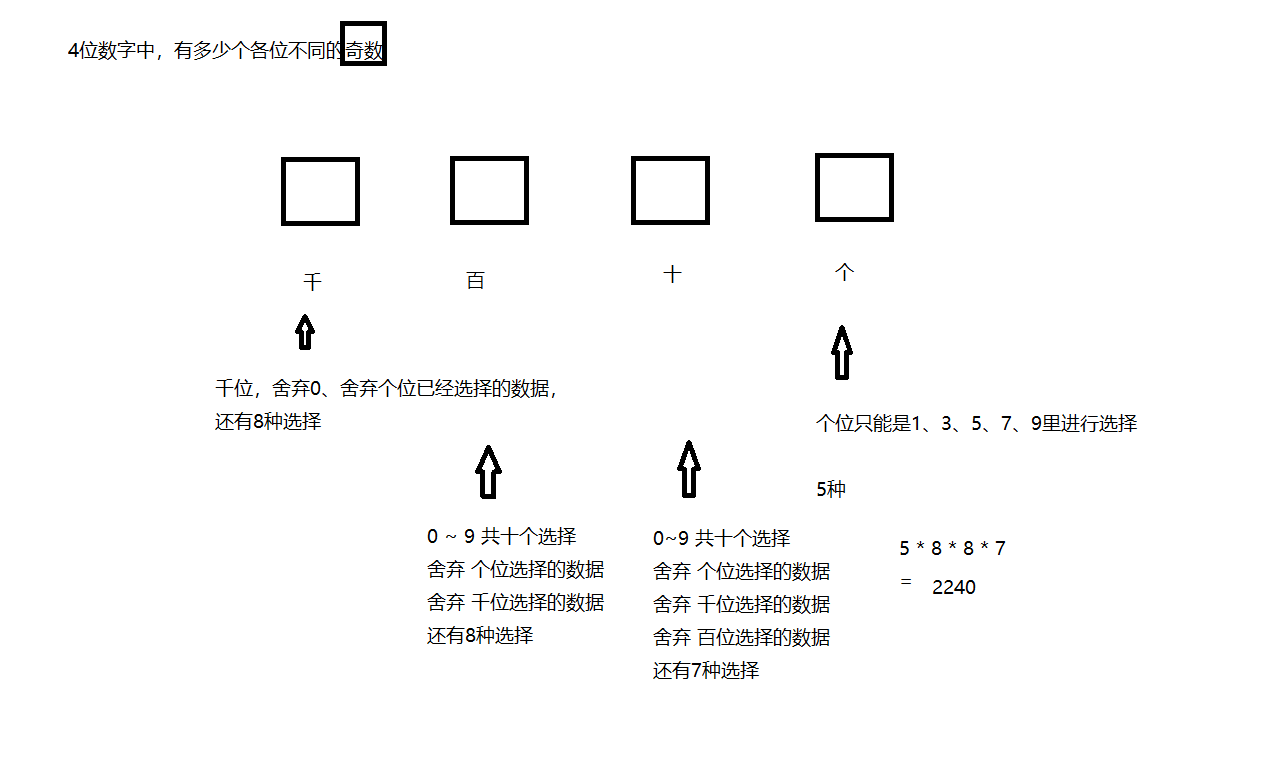 4位数字中，有多少个各位不同的奇数
千
百
十
个
千位，舍弃0、舍弃个位已经选择的数据，
还有8种选择
个位只能是1、3、5、7、9里进行选择
5种
0 ~ 9 共十个选择
舍弃 个位选择的数据
舍弃 千位选择的数据
还有8种选择
0~9 共十个选择
舍弃 个位选择的数据
舍弃 千位选择的数据
舍弃 百位选择的数据
还有7种选择
5 * 8 * 8 * 7
= 2240